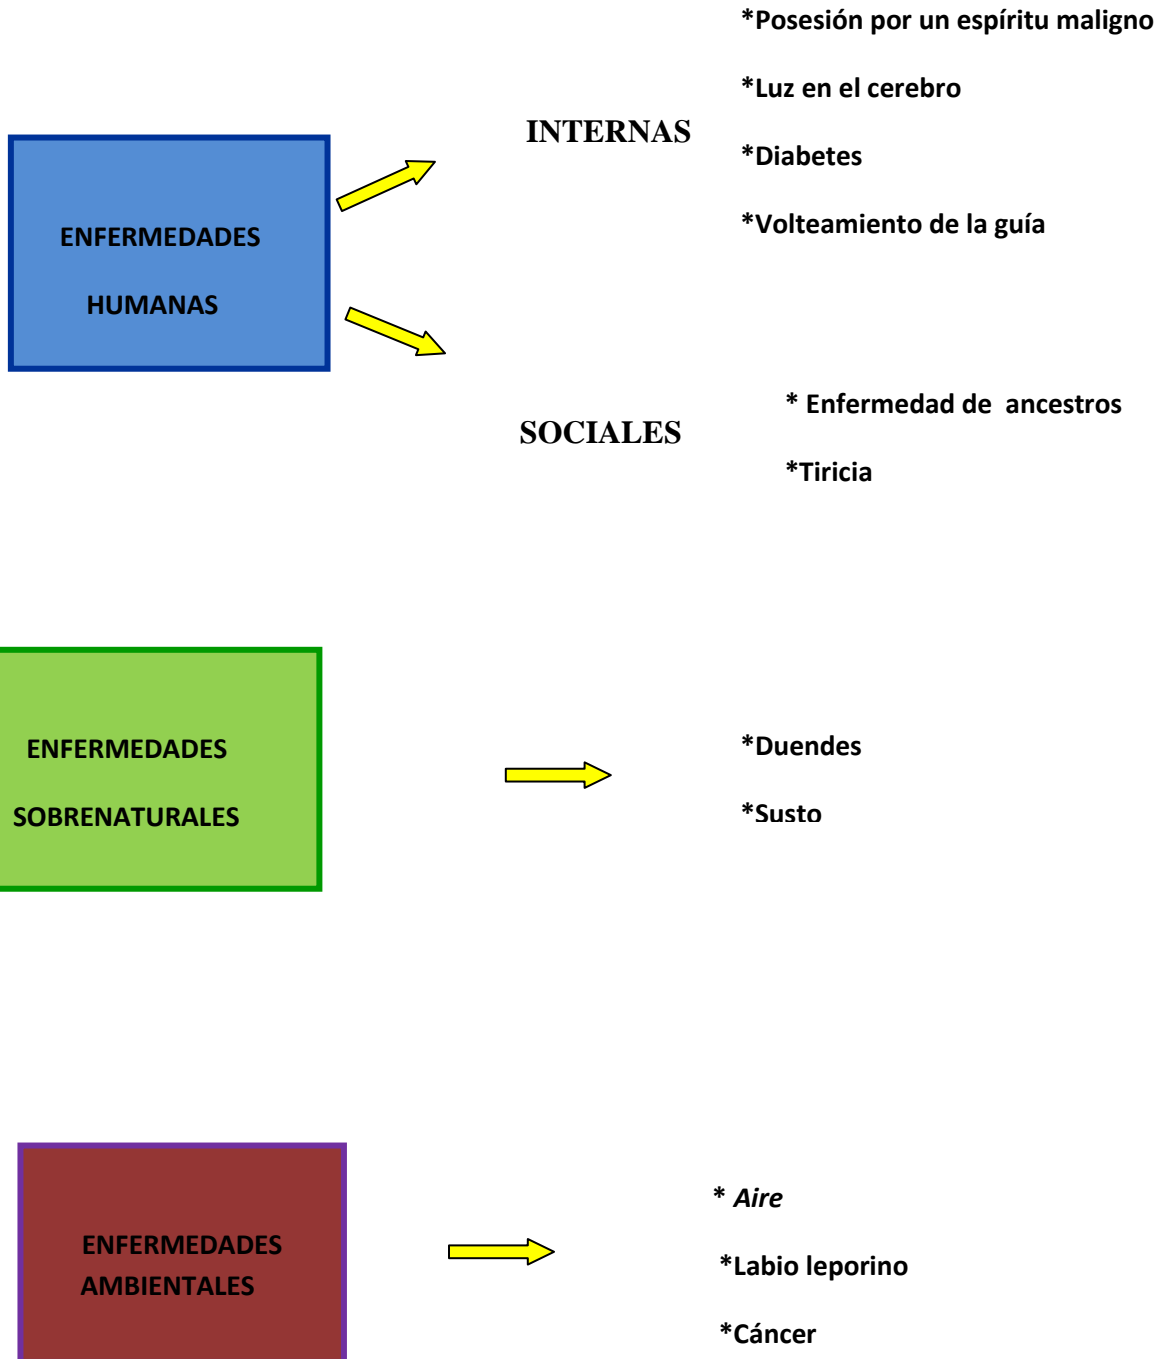 ENFERMEDADES
HUMANAS
INTERNAS
*Posesión por un espíritu maligno
*Luz en el cerebro
*Diabetes
*Volteamiento de la guía
SOCIALES
* Enfermedad de  ancestros
*Tiricia
ENFERMEDADES
SOBRENATURALES
*Duendes
*Susto
ENFERMEDADES
AMBIENTALES
* Aire
*Labio leporino
*Cáncer